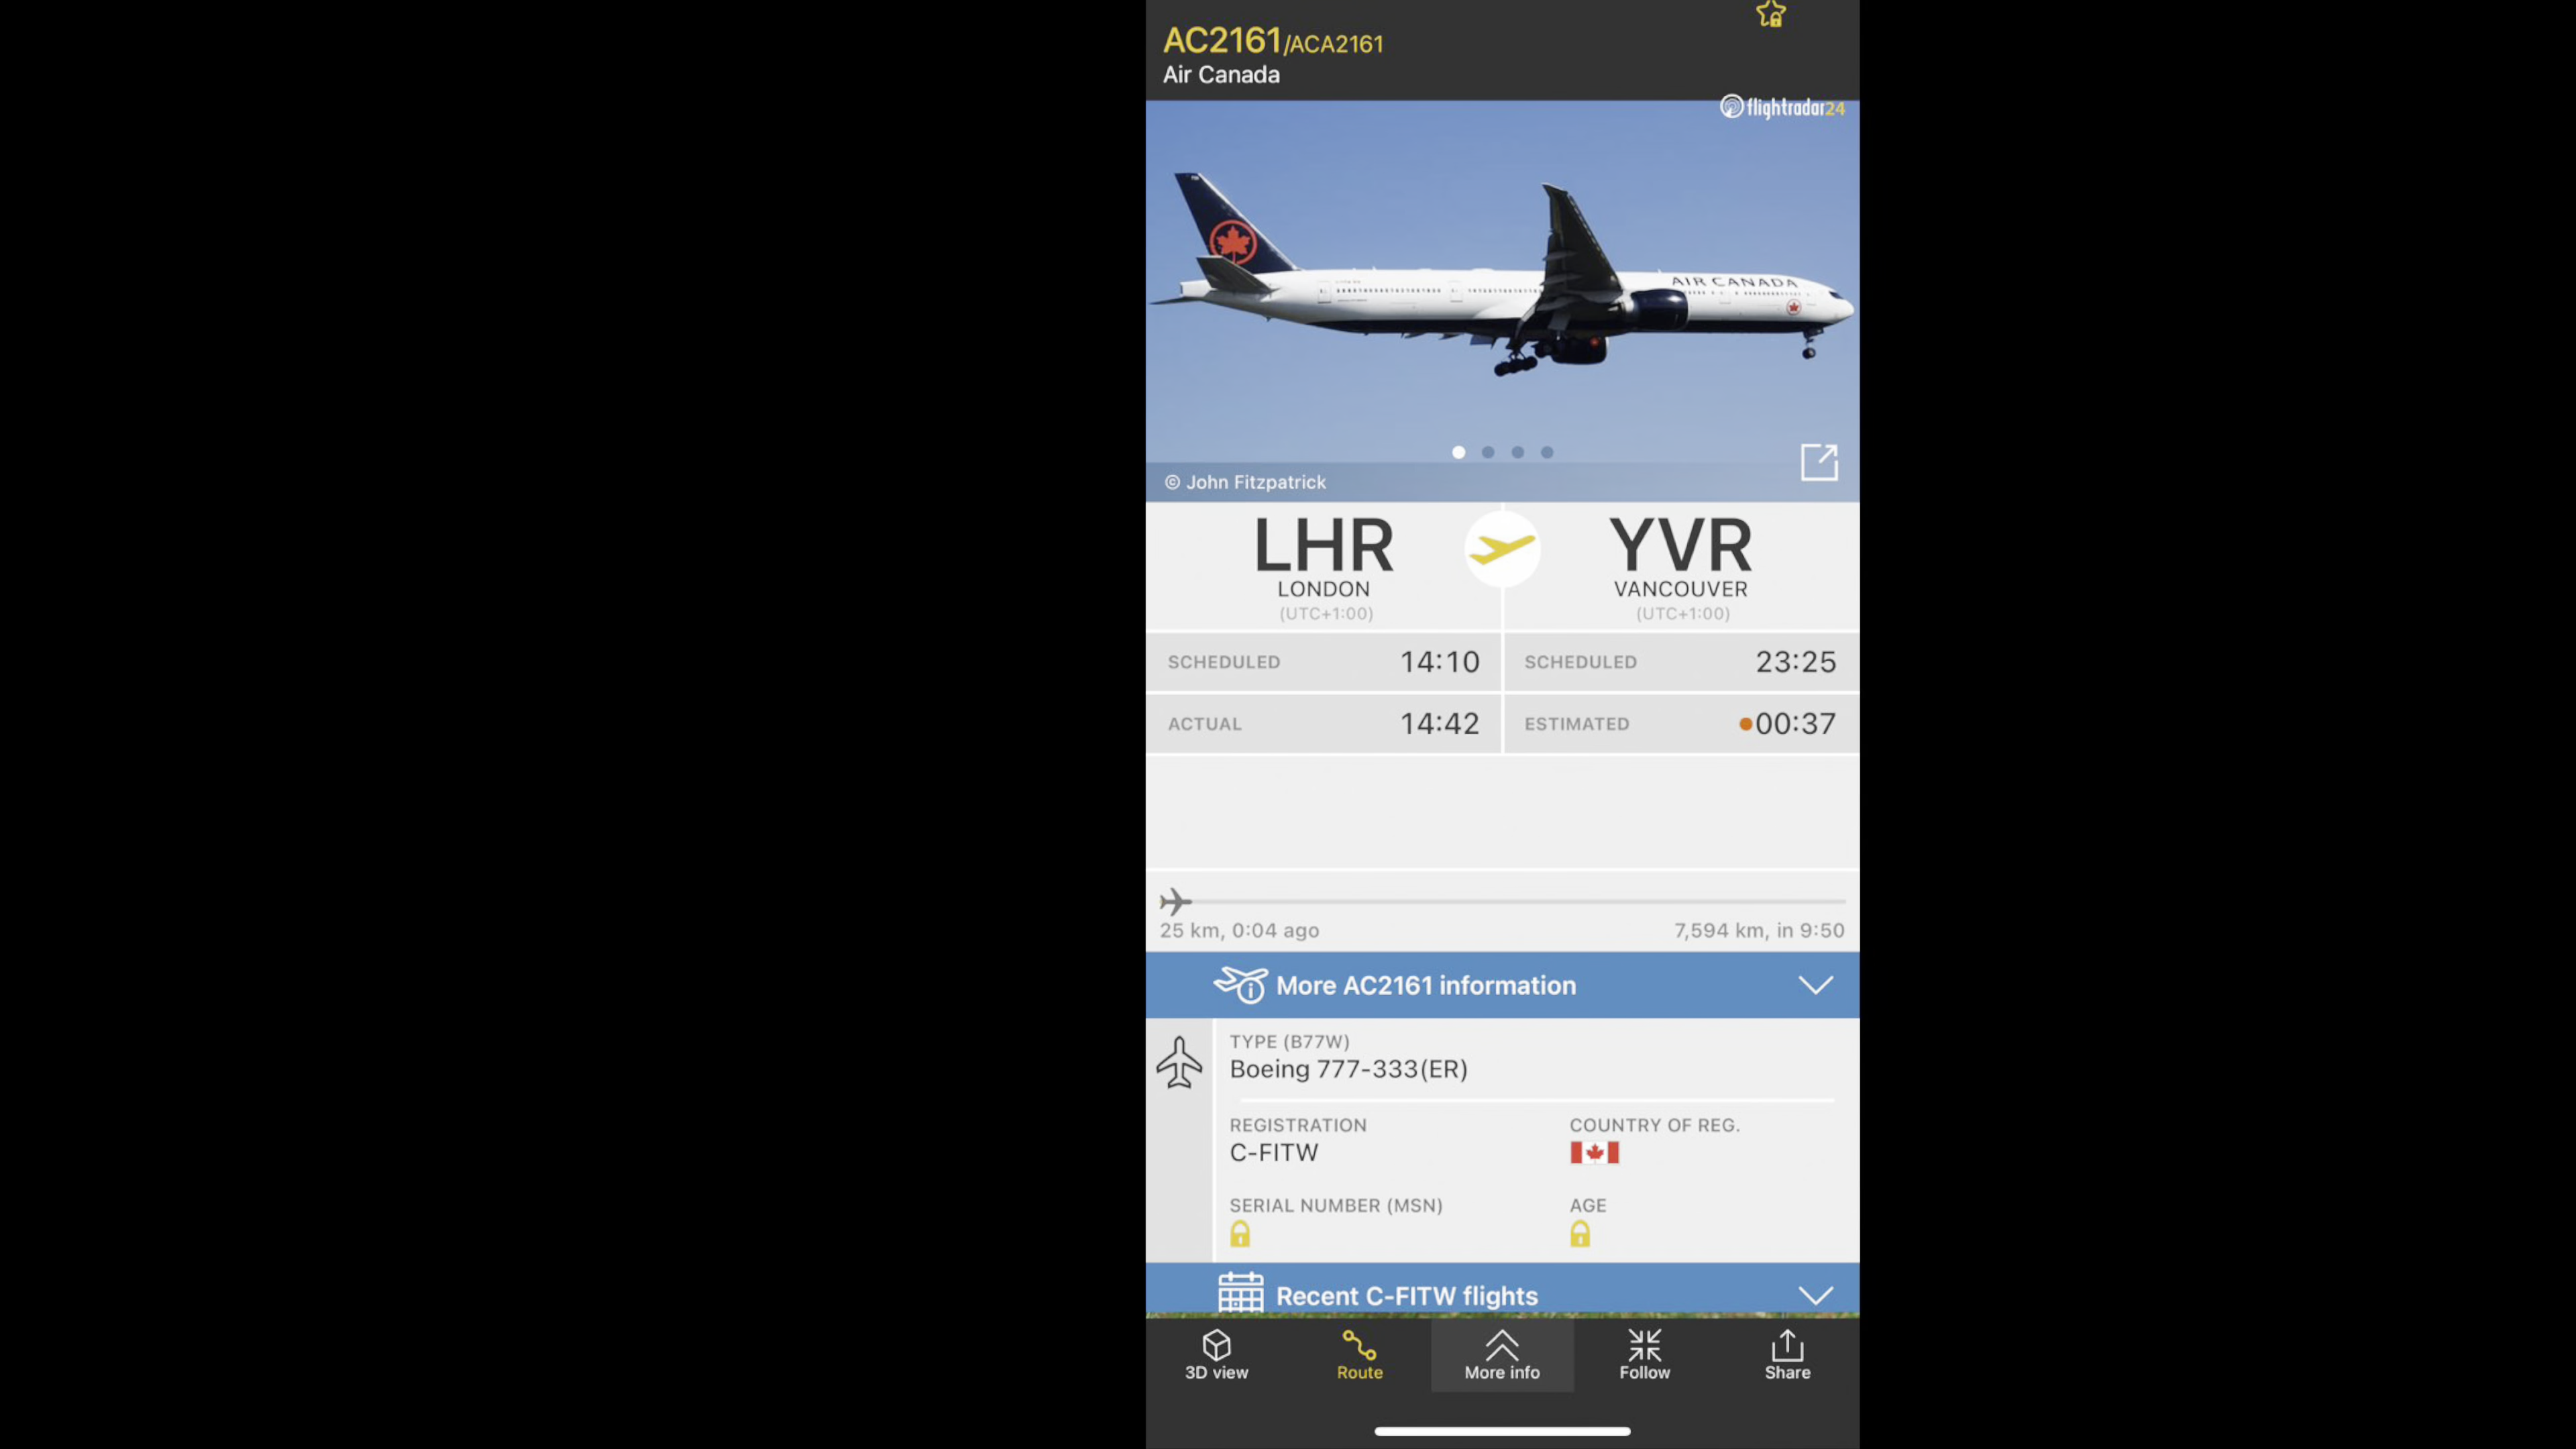 AC2161/ACA2161
Air Canada
flightradar24
AIR CANADA
© John Fitzpatrick
LHR
LONDON
(UTC+1:00)
YVR
VANCOUVER
(UTC+1:00)
SCHEDULED 14:10 SCHEDULED 23:25
ACTUAL 14:42 ESTIMATED 00:37
25 km, 0:04 ago 7,594 km, in 9:50
More AC2161 information
TYPE (B77W)
Boeing 777-333(ER)
REGISTRATION COUNTRY OF REG.
C-FITW
SERIAL NUMBER (MSN) AGE
Recent C-FITW flights
3D view Route More info Follow Share